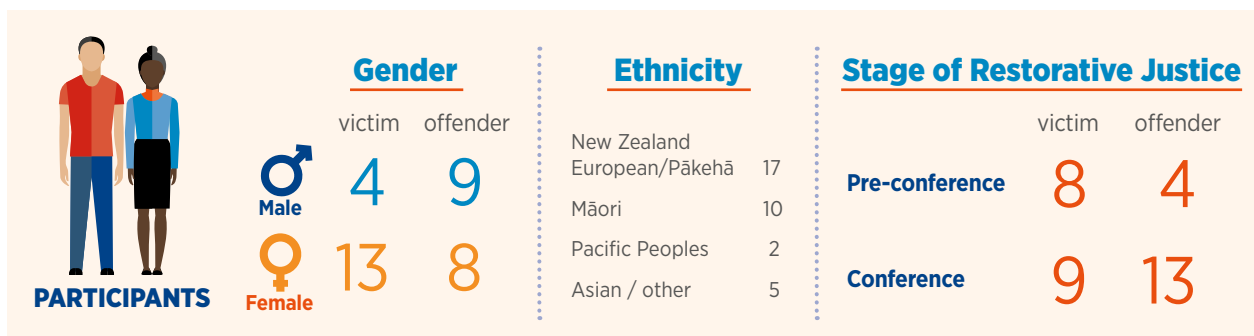 PARTICIPANTS
Gender
victim offender
Male 4 9
Female 13 8
Ethnicity
New Zealand
European/Pākehā 17
Māori 10
Pacific Peoples 2
Asian / other 5
Stage of Restorative Justice
victim offender
Pre-conference 8 4
Conference 9 13